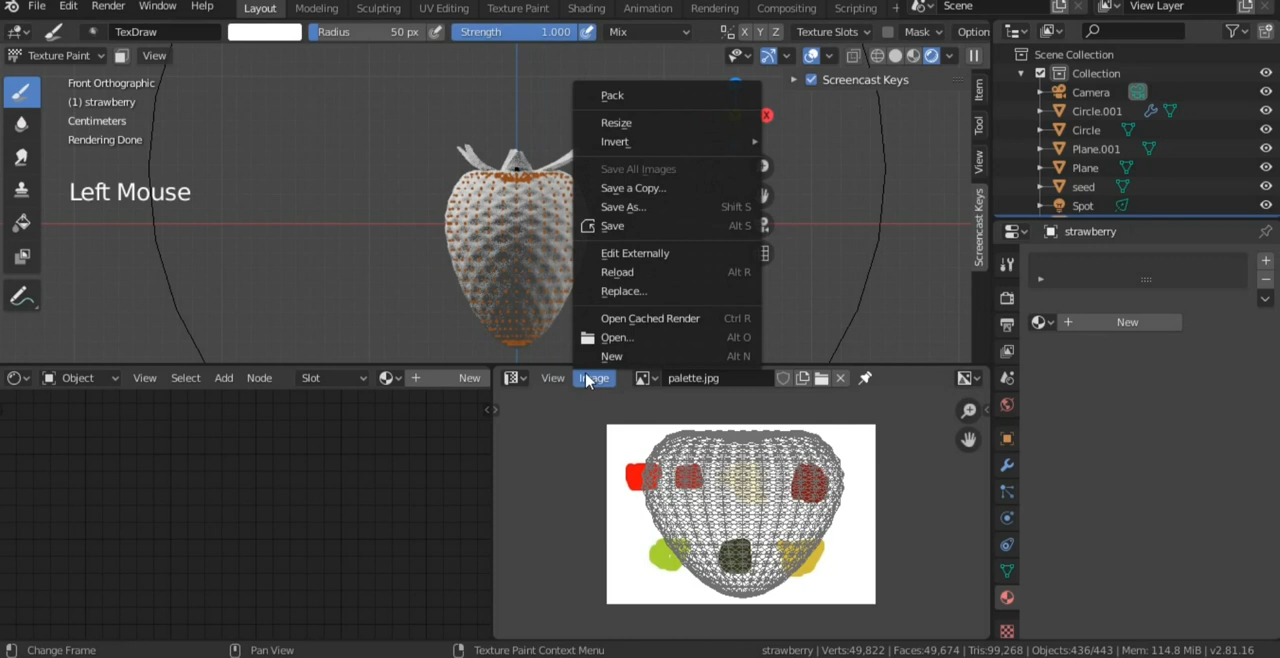 File Edit Render Window Help Layout Modeling Sculpting UV Editing Texture Paint Shading Animation Rendering Compositing Scripting + Scene View Layer
TexDraw Radius 50 px Strength 1.000 Mix X Y Z Texture Slots Mask Option
Texture Paint View
Front Orthographic
(1) strawberry
Centimeters
Rendering Done
Left Mouse
Screencast Keys
X
Item
Tool
View
Screencast Keys
Pack
Resize
Invert
Save All Images
Save a Copy...
Save As... Shift S
Save Alt S
Edit Externally
Reload Alt R
Replace...
Open Cached Render Ctrl R
Open... Alt O
New Alt N
Scene Collection
Collection
Camera
Circle.001
Circle
Plane.001
Plane
seed
Spot
strawberry
+ New
Object View Select Add Node Slot + New
View Image palette.jpg
Change Frame Pan View Texture Paint Context Menu strawberry | Verts:49,822 | Faces:49,674 | Tris:99,268 | Objects:436/443 | Mem: 114.8 MiB | v2.81.16